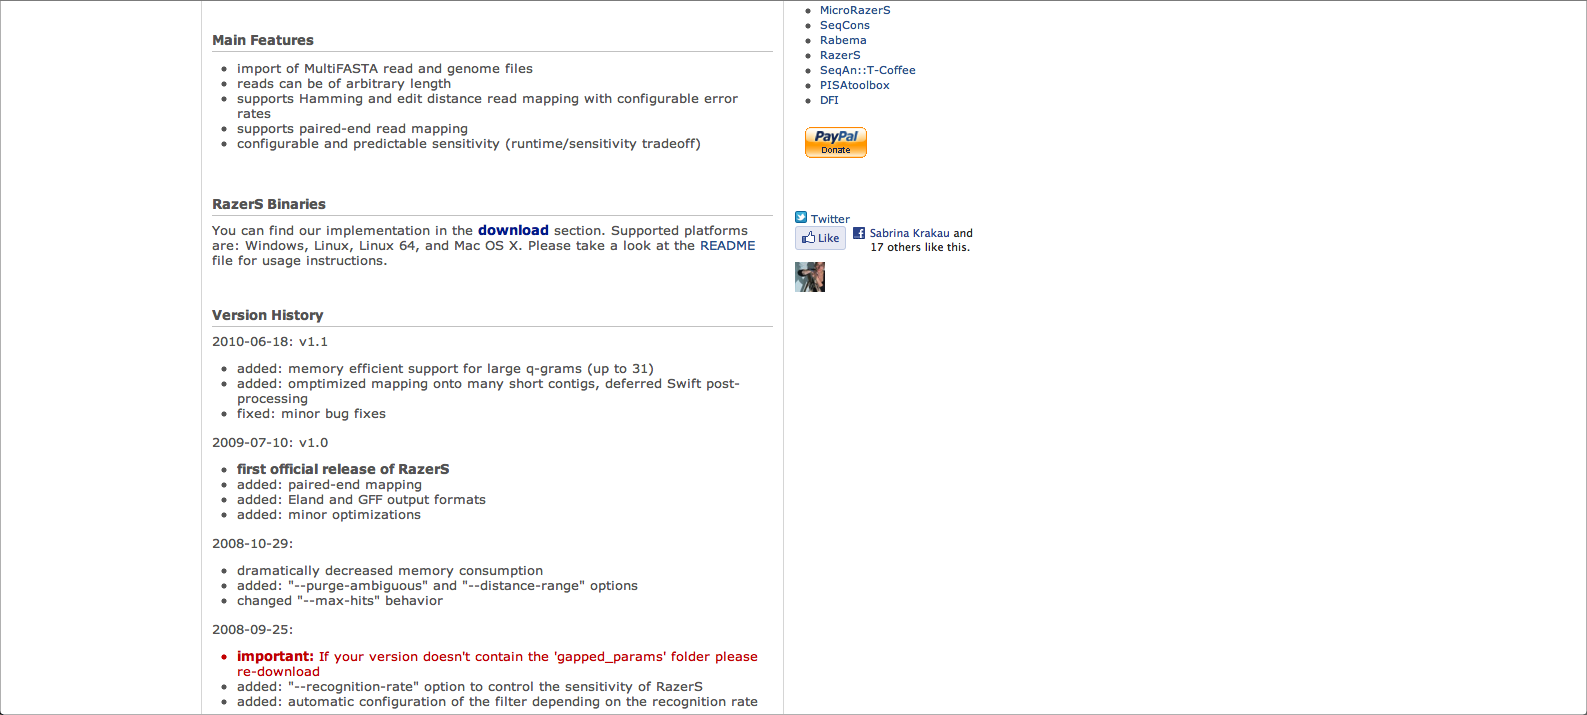 Main Features
import of MultiFASTA read and genome files
reads can be of arbitrary length
supports Hamming and edit distance read mapping with configurable error
rates
supports paired-end read mapping
configurable and predictable sensitivity (runtime/sensitivity tradeoff)
RazerS Binaries
You can find our implementation in the download section. Supported platforms
are: Windows, Linux, Linux 64, and Mac OS X. Please take a look at the README
file for usage instructions.
Version History
2010-06-18: v1.1
added: memory efficient support for large q-grams (up to 31)
added: omptimized mapping onto many short contigs, deferred Swift post-
processing
fixed: minor bug fixes
2009-07-10: v1.0
first official release of RazerS
added: paired-end mapping
added: Eland and GFF output formats
added: minor optimizations
2008-10-29:
dramatically decreased memory consumption
added: "--purge-ambiguous" and "--distance-range" options
changed "--max-hits" behavior
2008-09-25:
important: If your version doesn't contain the 'gapped_params' folder please
re-download
added: "--recognition-rate" option to control the sensitivity of RazerS
added: automatic configuration of the filter depending on the recognition rate
MicroRazerS
SeqCons
Rabema
RazerS
SeqAn::T-Coffee
PISAtoolbox
DFI
PayPal
Donate
Twitter
Like
Sabrina Krakau and
17 others like this.